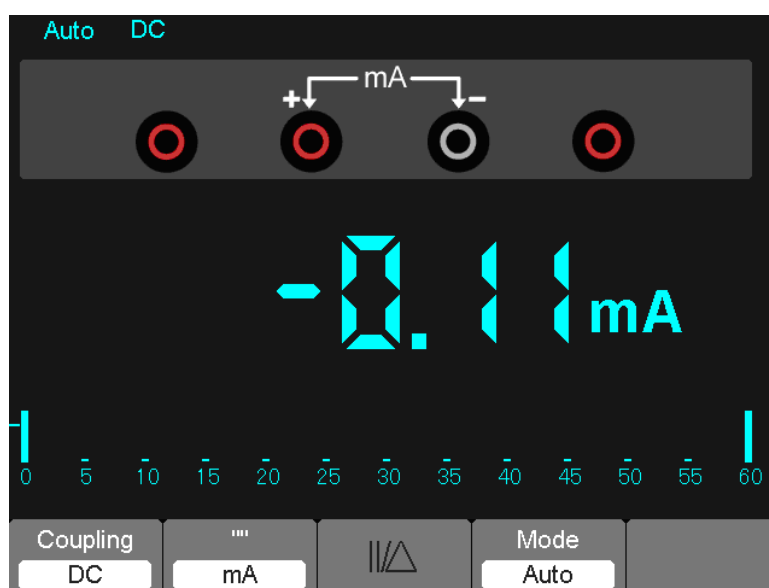 Auto DC
+ mA -
-0.11 mA
0 5 10 15 20 25 30 35 40 45 50 55 60
Coupling "" Mode
DC mA ||/△ Auto